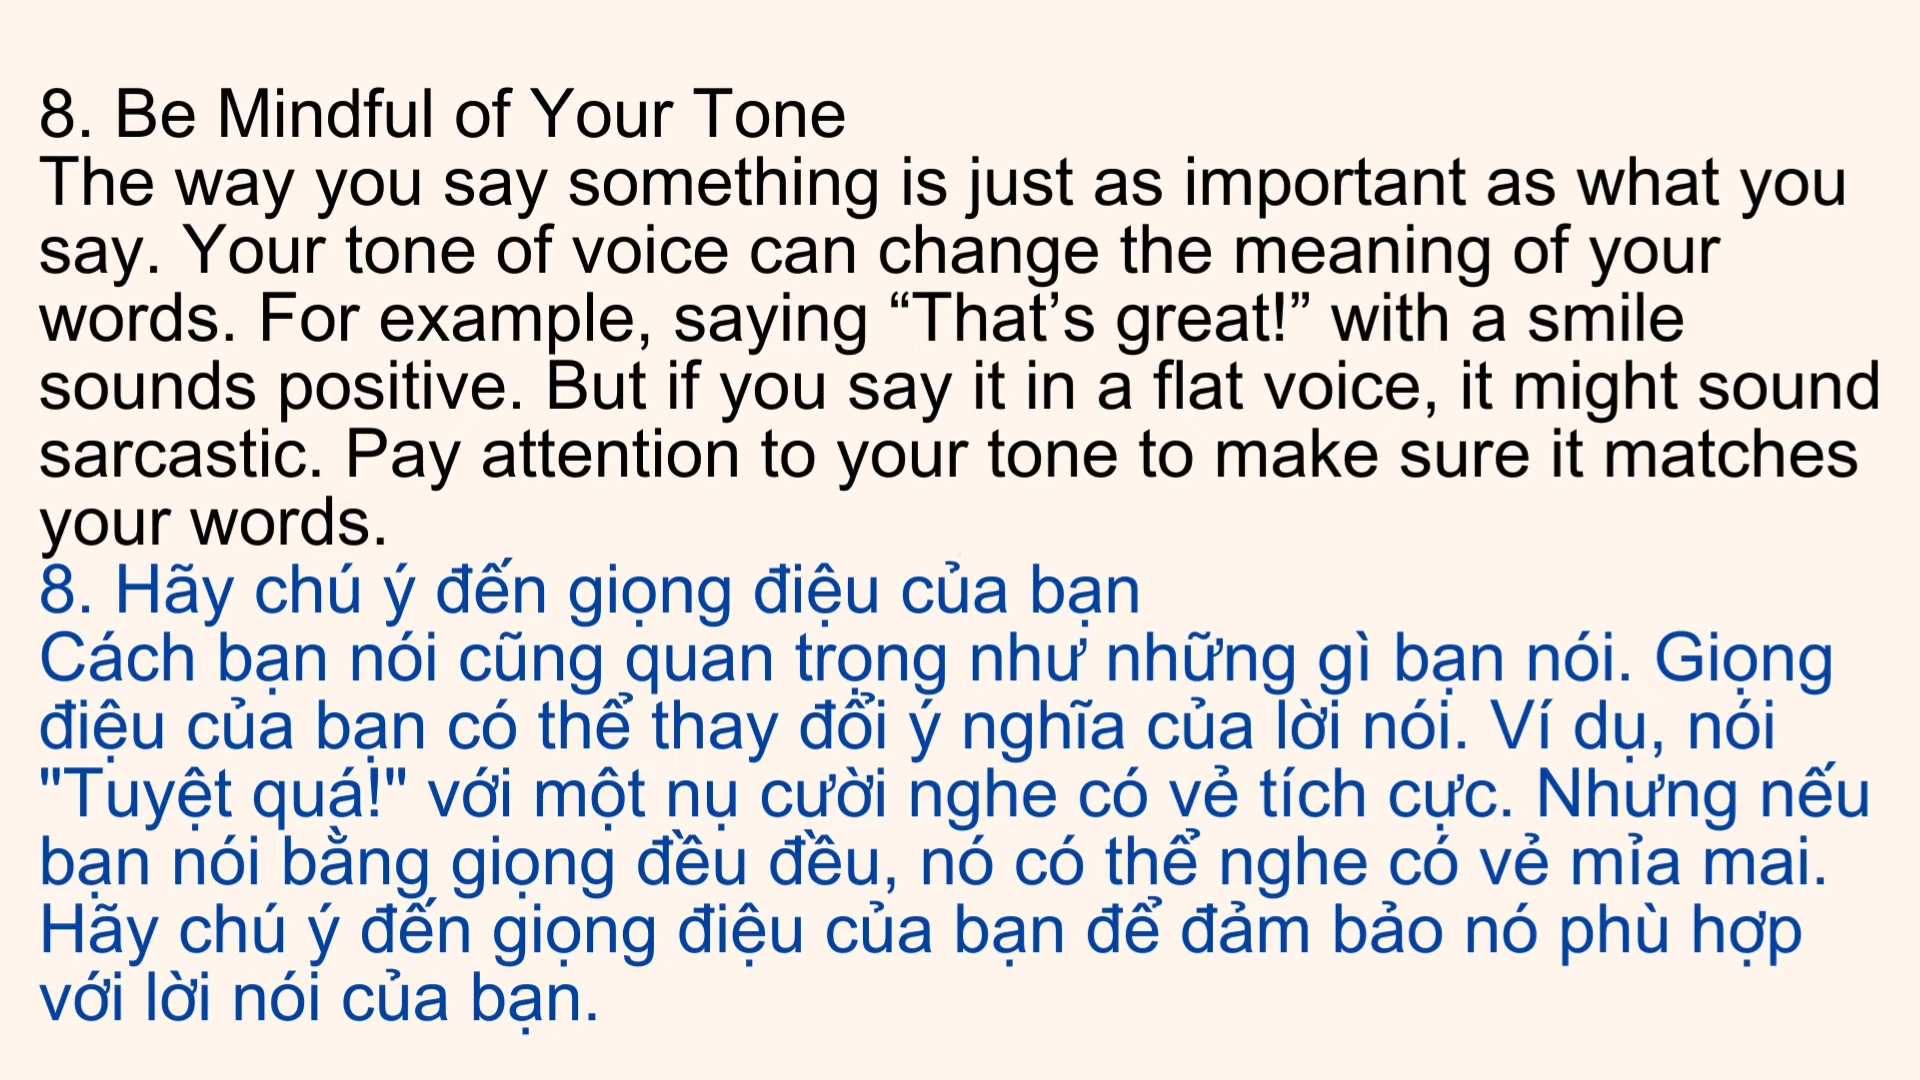 8. Be Mindful of Your Tone
The way you say something is just as important as what you
say. Your tone of voice can change the meaning of your
words. For example, saying “That’s great!” with a smile
sounds positive. But if you say it in a flat voice, it might sound
sarcastic. Pay attention to your tone to make sure it matches
your words.
8. Hãy chú ý đến giọng điệu của bạn
Cách bạn nói cũng quan trọng như những gì bạn nói. Giọng
điệu của bạn có thể thay đổi ý nghĩa của lời nói. Ví dụ, nói
"Tuyệt quá!" với một nụ cười nghe có vẻ tích cực. Nhưng nếu
bạn nói bằng giọng đều đều, nó có thể nghe có vẻ mỉa mai.
Hãy chú ý đến giọng điệu của bạn để đảm bảo nó phù hợp
với lời nói của bạn.